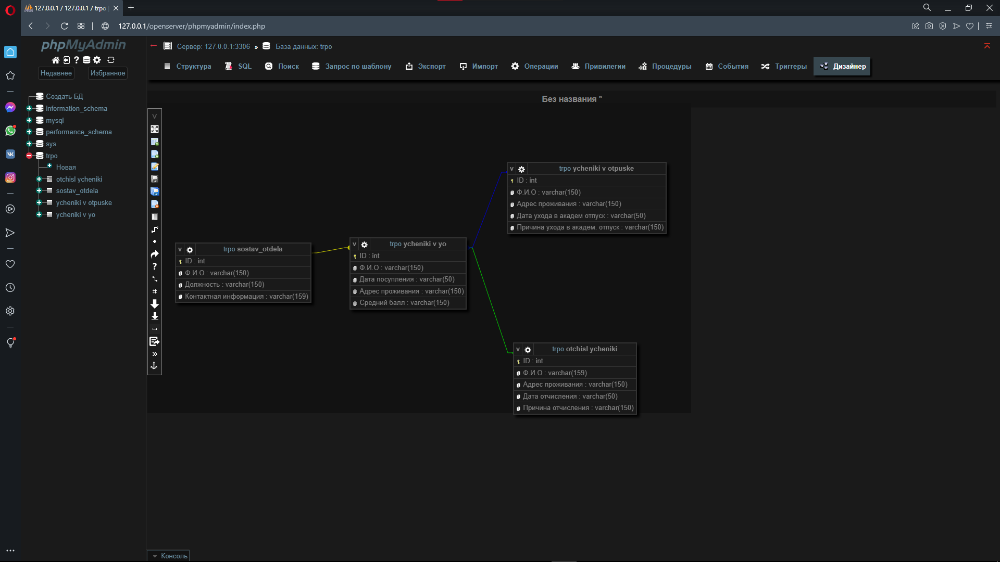 127.0.0.1 / 127.0.0.1 / trpo
127.0.0.1/openserver/phpmyadmin/index.php
phpMyAdmin
Недавнее
Избранное
Создать БД
information_schema
mysql
performance_schema
sys
trpo
Новая
otchisl ycheniki
sostav_otdela
ycheniki v otpuske
ycheniki v yo
Сервер: 127.0.0.1:3306 » База данных: trpo
Структура
SQL
Поиск
Запрос по шаблону
Экспорт
Импорт
Операции
Привилегии
Процедуры
События
Триггеры
Дизайнер
Без названия *
v trpo sostav_otdela
ID : int
Ф.И.О : varchar(150)
Должность : varchar(150)
Контактная информация : varchar(159)
v trpo ycheniki v yo
ID : int
Ф.И.О : varchar(150)
Дата посупления : varchar(50)
Адрес проживания : varchar(150)
Средний балл : varchar(150)
v trpo ycheniki v otpuske
ID : int
Ф.И.О : varchar(150)
Адрес проживания : varchar(150)
Дата ухода в академ отпуск : varchar(50)
Причина ухода в академ. отпуск : varchar(150)
v trpo otchisl ycheniki
ID : int
Ф.И.О : varchar(159)
Адрес проживания : varchar(150)
Дата отчисления : varchar(50)
Причина отчисления : varchar(150)
Консоль